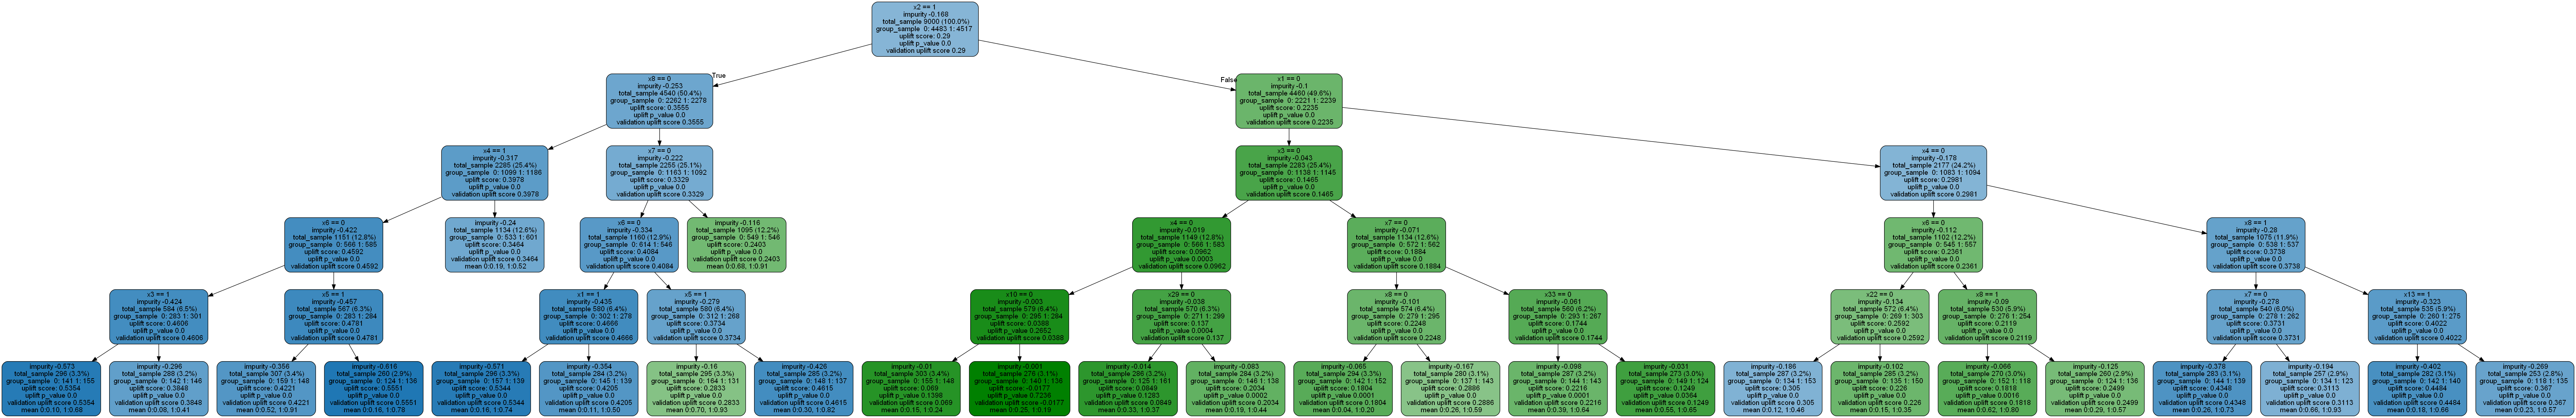 x2 == 1
impurity -0.168
total_sample 9000 (100.0%)
group_sample 0: 4483 1: 4517
uplift score: 0.29
uplift p_value 0.0
validation uplift score 0.29
True
False
x8 == 0
impurity -0.253
total_sample 4540 (50.4%)
group_sample 0: 2262 1: 2278
uplift score: 0.3555
uplift p_value 0.0
validation uplift score 0.3555
x1 == 0
impurity -0.1
total_sample 4460 (49.6%)
group_sample 0: 2221 1: 2239
uplift score: 0.2235
uplift p_value 0.0
validation uplift score 0.2235
x4 == 1
impurity -0.317
total_sample 2285 (25.4%)
group_sample 0: 1099 1: 1186
uplift score: 0.3978
uplift p_value 0.0
validation uplift score 0.3978
x7 == 0
impurity -0.222
total_sample 2255 (25.1%)
group_sample 0: 1163 1: 1092
uplift score: 0.3329
uplift p_value 0.0
validation uplift score 0.3329
x3 == 0
impurity -0.043
total_sample 2283 (25.4%)
group_sample 0: 1138 1: 1145
uplift score: 0.1465
uplift p_value 0.0
validation uplift score 0.1465
x4 == 0
impurity -0.178
total_sample 2177 (24.2%)
group_sample 0: 1083 1: 1094
uplift score: 0.2981
uplift p_value 0.0
validation uplift score 0.2981
x6 == 0
impurity -0.422
total_sample 1151 (12.8%)
group_sample 0: 566 1: 585
uplift score: 0.4592
uplift p_value 0.0
validation uplift score 0.4592
impurity -0.24
total_sample 1134 (12.6%)
group_sample 0: 533 1: 601
uplift score: 0.3464
uplift p_value 0.0
validation uplift score 0.3464
mean 0:0.19, 1:0.52
x6 == 0
impurity -0.334
total_sample 1160 (12.9%)
group_sample 0: 614 1: 546
uplift score: 0.4084
uplift p_value 0.0
validation uplift score 0.4084
impurity -0.116
total_sample 1095 (12.2%)
group_sample 0: 549 1: 546
uplift score: 0.2403
uplift p_value 0.0
validation uplift score 0.2403
mean 0:0.68, 1:0.91
x4 == 0
impurity -0.019
total_sample 1149 (12.8%)
group_sample 0: 566 1: 583
uplift score: 0.0962
uplift p_value 0.0003
validation uplift score 0.0962
x7 == 0
impurity -0.071
total_sample 1134 (12.6%)
group_sample 0: 572 1: 562
uplift score: 0.1884
uplift p_value 0.0
validation uplift score 0.1884
x6 == 0
impurity -0.112
total_sample 1102 (12.2%)
group_sample 0: 545 1: 557
uplift score: 0.2361
uplift p_value 0.0
validation uplift score 0.2361
x8 == 1
impurity -0.28
total_sample 1075 (11.9%)
group_sample 0: 538 1: 537
uplift score: 0.3738
uplift p_value 0.0
validation uplift score 0.3738
x3 == 1
impurity -0.424
total_sample 584 (6.5%)
group_sample 0: 283 1: 301
uplift score: 0.4606
uplift p_value 0.0
validation uplift score 0.4606
x5 == 1
impurity -0.457
total_sample 567 (6.3%)
group_sample 0: 283 1: 284
uplift score: 0.4781
uplift p_value 0.0
validation uplift score 0.4781
x1 == 1
impurity -0.435
total_sample 580 (6.4%)
group_sample 0: 302 1: 278
uplift score: 0.4666
uplift p_value 0.0
validation uplift score 0.4666
x5 == 1
impurity -0.279
total_sample 580 (6.4%)
group_sample 0: 312 1: 268
uplift score: 0.3734
uplift p_value 0.0
validation uplift score 0.3734
x10 == 0
impurity -0.003
total_sample 579 (6.4%)
group_sample 0: 295 1: 284
uplift score: 0.0388
uplift p_value 0.2652
validation uplift score 0.0388
x29 == 0
impurity -0.038
total_sample 570 (6.3%)
group_sample 0: 271 1: 299
uplift score: 0.137
uplift p_value 0.0004
validation uplift score 0.137
x8 == 0
impurity -0.101
total_sample 574 (6.4%)
group_sample 0: 279 1: 295
uplift score: 0.2248
uplift p_value 0.0
validation uplift score 0.2248
x33 == 0
impurity -0.061
total_sample 560 (6.2%)
group_sample 0: 293 1: 267
uplift score: 0.1744
uplift p_value 0.0
validation uplift score 0.1744
x22 == 0
impurity -0.134
total_sample 572 (6.4%)
group_sample 0: 269 1: 303
uplift score: 0.2592
uplift p_value 0.0
validation uplift score 0.2592
x8 == 1
impurity -0.09
total_sample 530 (5.9%)
group_sample 0: 276 1: 254
uplift score: 0.2119
uplift p_value 0.0
validation uplift score 0.2119
x7 == 0
impurity -0.278
total_sample 540 (6.0%)
group_sample 0: 278 1: 262
uplift score: 0.3731
uplift p_value 0.0
validation uplift score 0.3731
x13 == 1
impurity -0.323
total_sample 535 (5.9%)
group_sample 0: 260 1: 275
uplift score: 0.4022
uplift p_value 0.0
validation uplift score 0.4022
impurity -0.573
total_sample 296 (3.3%)
group_sample 0: 141 1: 155
uplift score: 0.5354
uplift p_value 0.0
validation uplift score 0.5354
mean 0:0.10, 1:0.68
impurity -0.296
total_sample 288 (3.2%)
group_sample 0: 142 1: 146
uplift score: 0.3848
uplift p_value 0.0
validation uplift score 0.3848
mean 0:0.08, 1:0.41
impurity -0.356
total_sample 307 (3.4%)
group_sample 0: 159 1: 148
uplift score: 0.4221
uplift p_value 0.0
validation uplift score 0.4221
mean 0:0.52, 1:0.91
impurity -0.616
total_sample 260 (2.9%)
group_sample 0: 124 1: 136
uplift score: 0.5551
uplift p_value 0.0
validation uplift score 0.5551
mean 0:0.16, 1:0.78
impurity -0.571
total_sample 296 (3.3%)
group_sample 0: 157 1: 139
uplift score: 0.5344
uplift p_value 0.0
validation uplift score 0.5344
mean 0:0.16, 1:0.74
impurity -0.354
total_sample 284 (3.2%)
group_sample 0: 145 1: 139
uplift score: 0.4205
uplift p_value 0.0
validation uplift score 0.4205
mean 0:0.11, 1:0.50
impurity -0.16
total_sample 295 (3.3%)
group_sample 0: 164 1: 131
uplift score: 0.2833
uplift p_value 0.0
validation uplift score 0.2833
mean 0:0.70, 1:0.93
impurity -0.426
total_sample 285 (3.2%)
group_sample 0: 148 1: 137
uplift score: 0.4615
uplift p_value 0.0
validation uplift score 0.4615
mean 0:0.30, 1:0.82
impurity -0.01
total_sample 303 (3.4%)
group_sample 0: 155 1: 148
uplift score: 0.089
uplift p_value 0.1398
validation uplift score 0.089
mean 0:0.15, 1:0.24
impurity -0.001
total_sample 276 (3.1%)
group_sample 0: 140 1: 136
uplift score: -0.0177
uplift p_value 0.7236
validation uplift score -0.0177
impurity -0.014
total_sample 286 (3.2%)
group_sample 0: 125 1: 161
uplift score: 0.0849
uplift p_value 0.1283
validation uplift score 0.0849
mean 0:0.33, 1:0.37
impurity -0.083
total_sample 284 (3.2%)
group_sample 0: 146 1: 138
uplift score: 0.2034
uplift p_value 0.0002
validation uplift score 0.2034
mean 0:0.19, 1:0.44
impurity -0.065
total_sample 294 (3.3%)
group_sample 0: 142 1: 152
uplift score: 0.1804
uplift p_value 0.0001
validation uplift score 0.1804
mean 0:0.04, 1:0.20
impurity -0.167
total_sample 280 (3.1%)
group_sample 0: 137 1: 143
uplift score: 0.2886
uplift p_value 0.0
validation uplift score 0.2886
mean 0:0.26, 1:0.59
impurity -0.098
total_sample 287 (3.2%)
group_sample 0: 144 1: 143
uplift score: 0.2216
uplift p_value 0.0001
validation uplift score 0.2216
mean 0:0.39, 1:0.64
impurity -0.031
total_sample 273 (3.0%)
group_sample 0: 149 1: 124
uplift score: 0.1249
uplift p_value 0.0364
validation uplift score 0.1249
mean 0:0.55, 1:0.65
impurity -0.186
total_sample 287 (3.2%)
group_sample 0: 134 1: 153
uplift score: 0.305
uplift p_value 0.0
validation uplift score 0.305
mean 0:0.12, 1:0.46
impurity -0.102
total_sample 285 (3.2%)
group_sample 0: 135 1: 150
uplift score: 0.226
uplift p_value 0.0
validation uplift score 0.226
mean 0:0.15, 1:0.35
impurity -0.066
total_sample 270 (3.0%)
group_sample 0: 152 1: 118
uplift score: 0.1818
uplift p_value 0.0016
validation uplift score 0.1818
mean 0:0.62, 1:0.80
impurity -0.125
total_sample 260 (2.9%)
group_sample 0: 124 1: 136
uplift score: 0.2499
uplift p_value 0.0
validation uplift score 0.2499
mean 0:0.29, 1:0.57
impurity -0.378
total_sample 283 (3.1%)
group_sample 0: 144 1: 139
uplift score: 0.4348
uplift p_value 0.0
validation uplift score 0.4348
mean 0:0.26, 1:0.73
impurity -0.194
total_sample 257 (2.9%)
group_sample 0: 134 1: 123
uplift score: 0.3113
uplift p_value 0.0
validation uplift score 0.3113
mean 0:0.66, 1:0.93
impurity -0.402
total_sample 282 (3.1%)
group_sample 0: 142 1: 140
uplift score: 0.4484
uplift p_value 0.0
validation uplift score 0.4484
mean 0:0.18, 1:0.66
impurity -0.269
total_sample 253 (2.8%)
group_sample 0: 118 1: 135
uplift score: 0.367
uplift p_value 0.0
validation uplift score 0.367
mean 0:0.23, 1:0.57